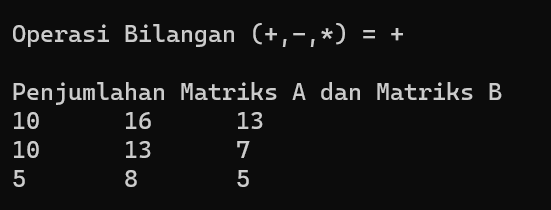 Operasi Bilangan (+,-,*) = +
Penjumlahan Matriks A dan Matriks B
10 16 13
10 13 7
5 8 5